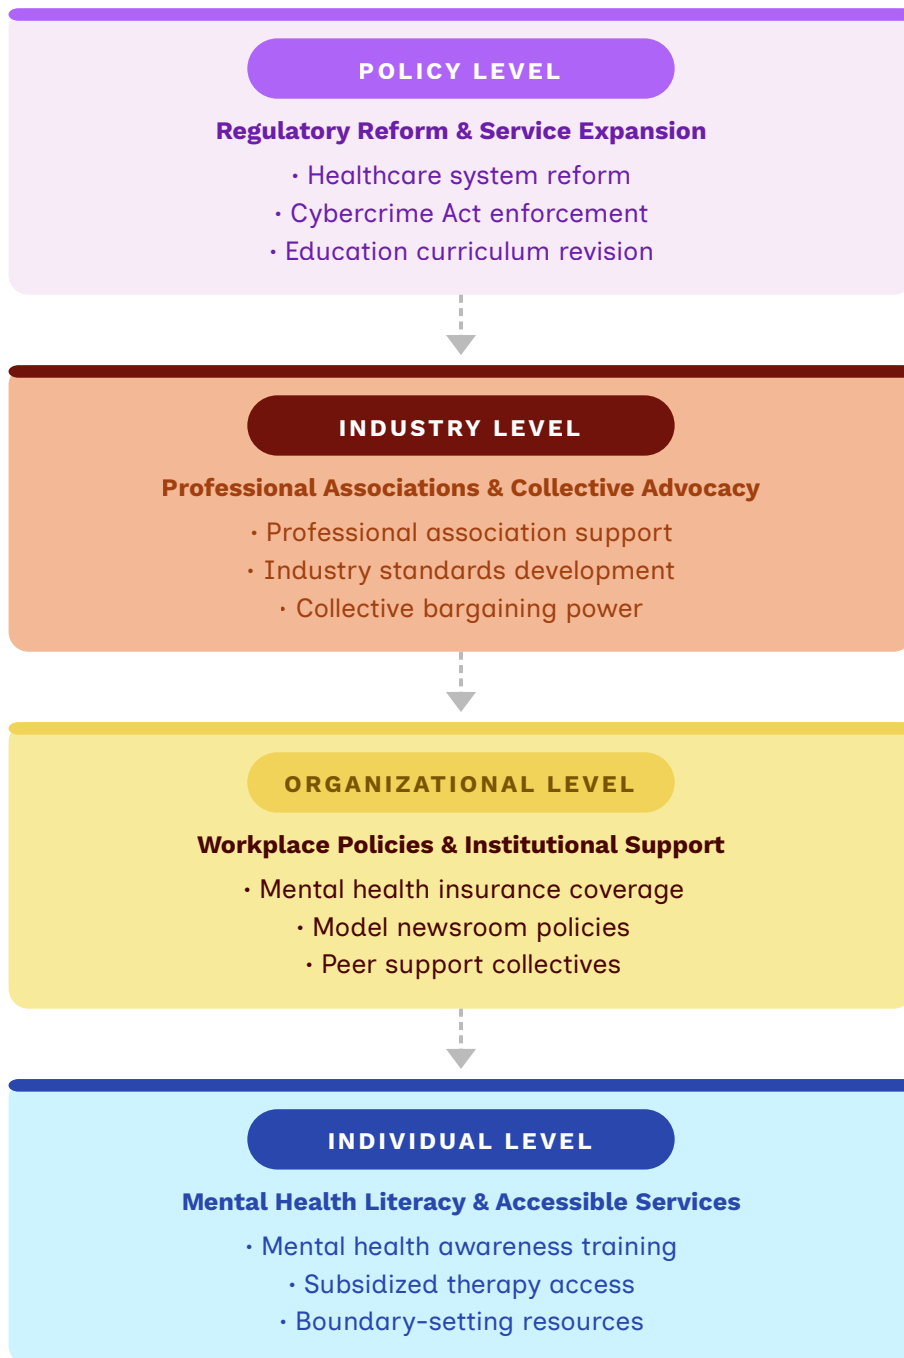 POLICY LEVEL
Regulatory Reform & Service Expansion
· Healthcare system reform
· Cybercrime Act enforcement
· Education curriculum revision
INDUSTRY LEVEL
Professional Associations & Collective Advocacy
· Professional association support
· Industry standards development
· Collective bargaining power
ORGANIZATIONAL LEVEL
Workplace Policies & Institutional Support
· Mental health insurance coverage
· Model newsroom policies
· Peer support collectives
INDIVIDUAL LEVEL
Mental Health Literacy & Accessible Services
· Mental health awareness training
· Subsidized therapy access
· Boundary-setting resources